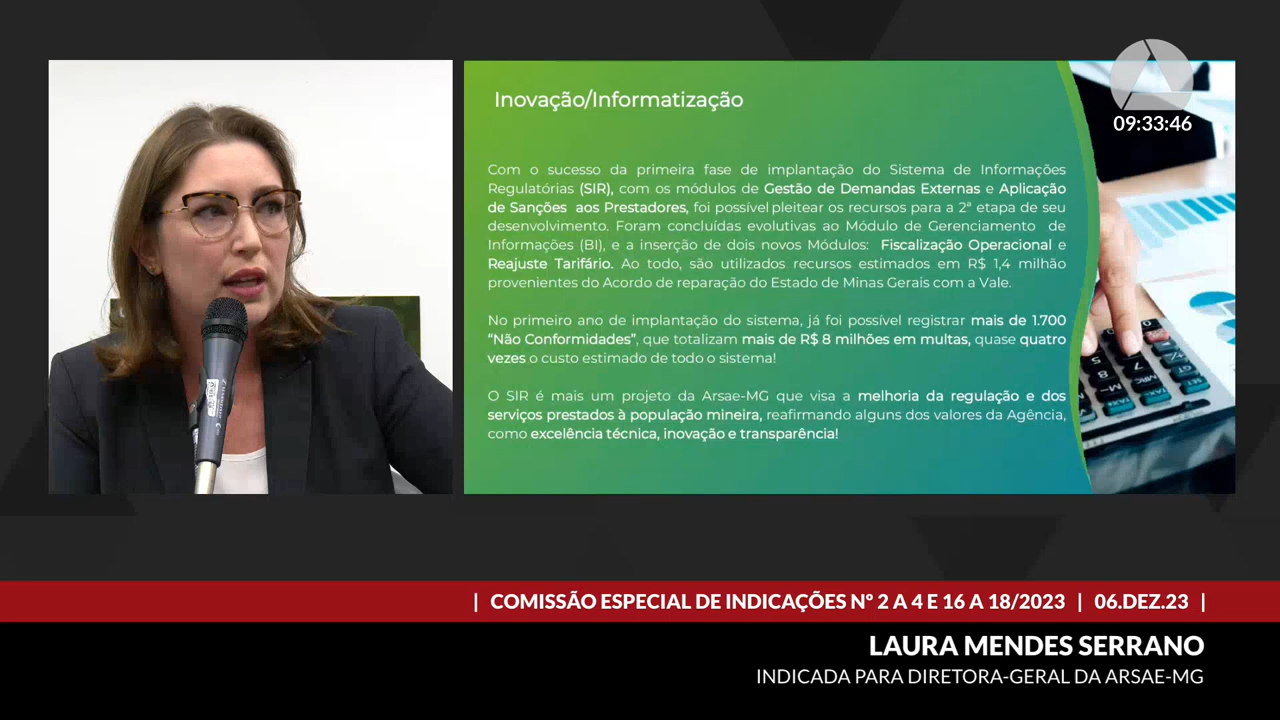 Inovação/Informatização
09:33:46
Com o sucesso da primeira fase de implantação do Sistema de Informações
Regulatórias (SIR), com os módulos de Gestão de Demandas Externas e Aplicação
de Sanções aos Prestadores, foi possível pleitear os recursos para a 2ª etapa de seu
desenvolvimento. Foram concluídas evolutivas ao Módulo de Gerenciamento de
Informações (BI), e a inserção de dois novos Módulos: Fiscalização Operacional e
Reajuste Tarifário. Ao todo, são utilizados recursos estimados em R$ 1,4 milhão
provenientes do Acordo de reparação do Estado de Minas Gerais com a Vale.
No primeiro ano de implantação do sistema, já foi possível registrar mais de 1.700
“Não Conformidades”, que totalizam mais de R$ 8 milhões em multas, quase quatro
vezes o custo estimado de todo o sistema!
O SIR é mais um projeto da Arsae-MG que visa a melhoria da regulação e dos
serviços prestados à população mineira, reafirmando alguns dos valores da Agência,
como excelência técnica, inovação e transparência!
| COMISSÃO ESPECIAL DE INDICAÇÕES Nº 2 A 4 E 16 A 18/2023 | 06.DEZ.23 |
LAURA MENDES SERRANO
INDICADA PARA DIRETORA-GERAL DA ARSAE-MG